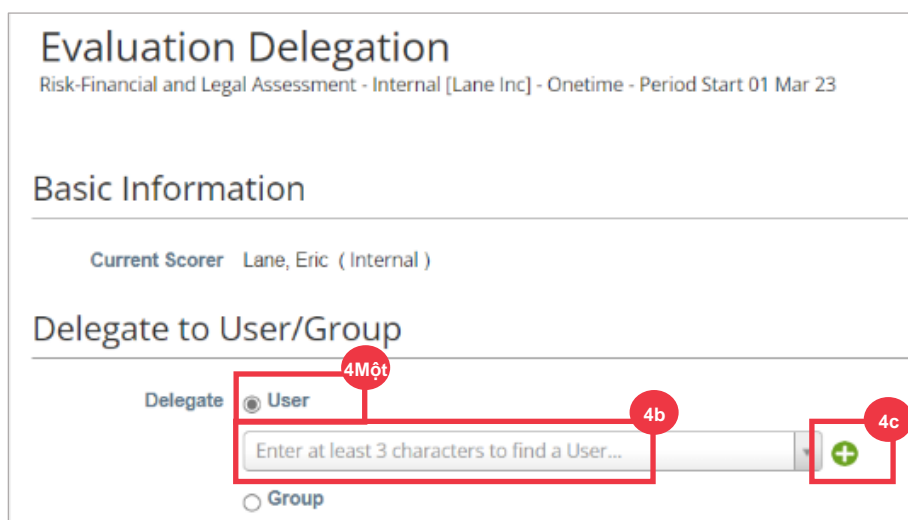 Evaluation Delegation
Risk-Financial and Legal Assessment - Internal [Lane Inc] - Onetime - Period Start 01 Mar 23
Basic Information
Current Scorer Lane, Eric ( Internal )
Delegate to User/Group
4Một
Delegate User
4b
4c
Enter at least 3 characters to find a User...
Group